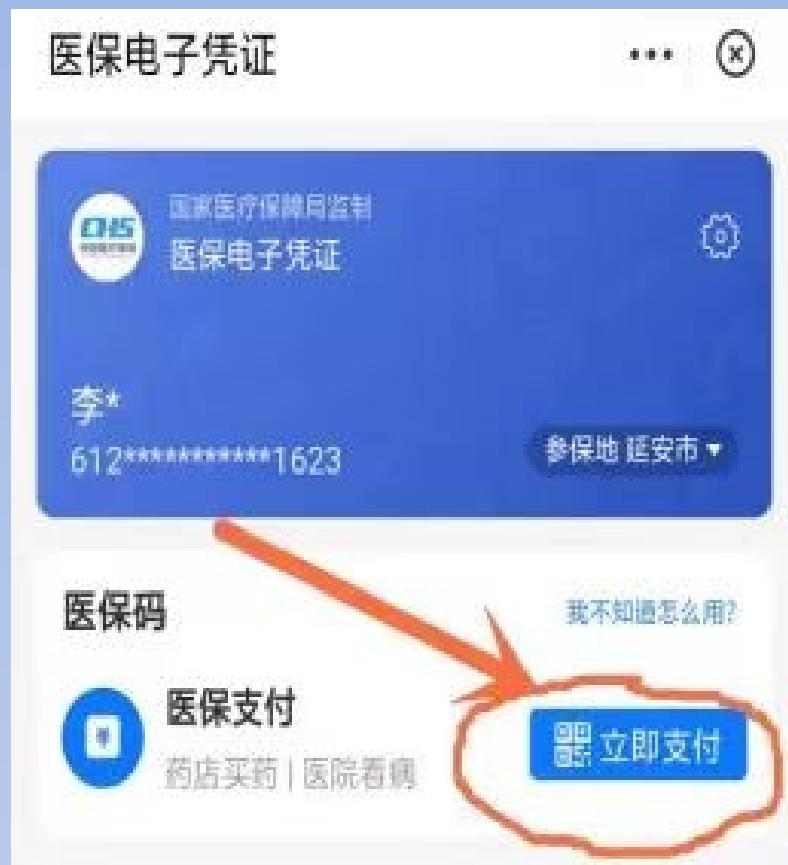 医保电子凭证
国家医疗保障局监制
医保电子凭证
李*
612***********1623
参保地 延安市
医保码
我不知道怎么用?
医保支付
立即支付
药店买药 | 医院看病